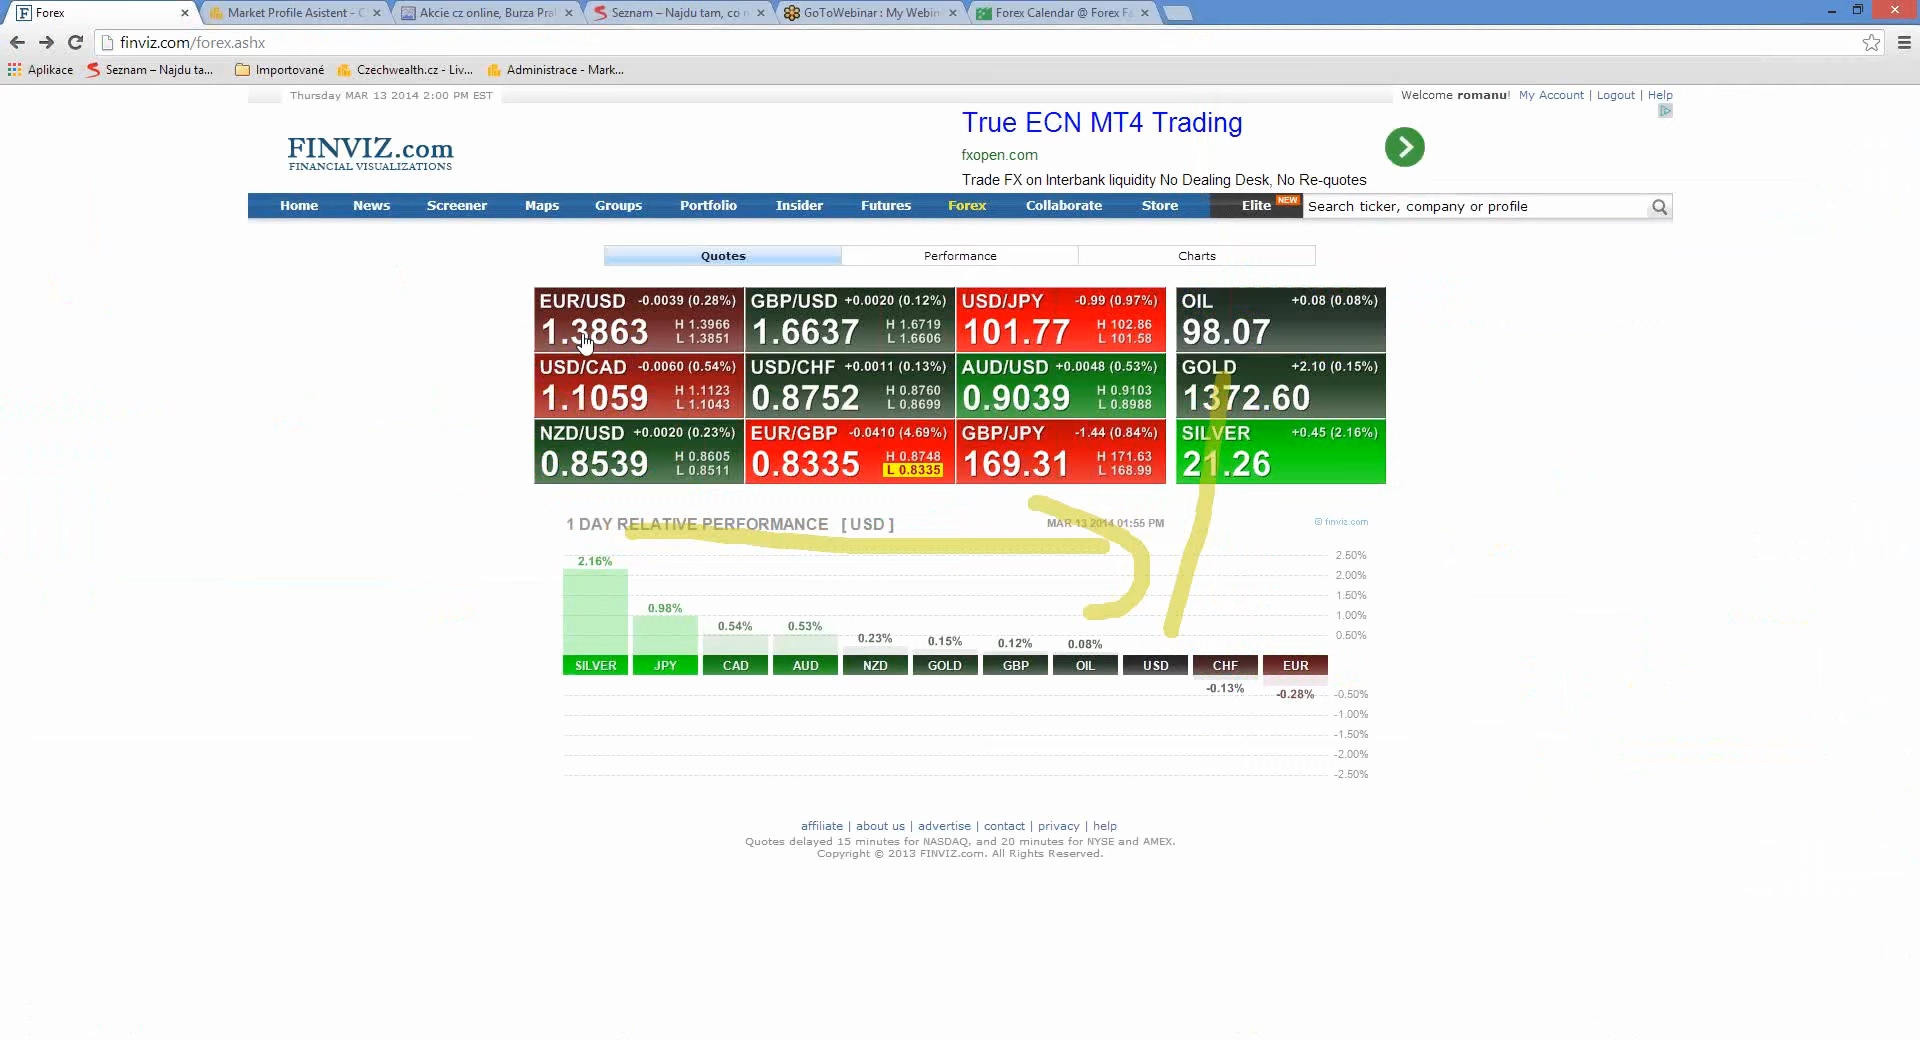 Forex
Market Profile Asistent - C
Akcie cz online, Burza Pra
Seznam – Najdu tam, co n
GoToWebinar : My Webin
Forex Calendar @ Forex Fa
finviz.com/forex.ashx
Aplikace
Seznam – Najdu ta...
Importované
Czechwealth.cz - Liv...
Administrace - Mark...
Thursday MAR 13 2014 2:00 PM EST
Welcome romanu! My Account | Logout | Help
FINVIZ.com
FINANCIAL VISUALIZATIONS
True ECN MT4 Trading
fxopen.com
Trade FX on Interbank liquidity No Dealing Desk, No Re-quotes
Home News Screener Maps Groups Portfolio Insider Futures Forex Collaborate Store Elite NEW Search ticker, company or profile
Quotes Performance Charts
EUR/USD -0.0039 (0.28%)
1.3863 H 1.3966
L 1.3851
GBP/USD +0.0020 (0.12%)
1.6637 H 1.6719
L 1.6606
USD/JPY -0.99 (0.97%)
101.77 H 102.86
L 101.58
OIL +0.08 (0.08%)
98.07
USD/CAD -0.0060 (0.54%)
1.1059 H 1.1123
L 1.1043
USD/CHF +0.0011 (0.13%)
0.8752 H 0.8760
L 0.8699
AUD/USD +0.0048 (0.53%)
0.9039 H 0.9103
L 0.8988
GOLD +2.10 (0.15%)
1372.60
NZD/USD +0.0020 (0.23%)
0.8539 H 0.8605
L 0.8511
EUR/GBP -0.0410 (4.69%)
0.8335 H 0.8748
L 0.8335
GBP/JPY -1.44 (0.84%)
169.31 H 171.63
L 168.99
SILVER +0.45 (2.16%)
21.26
1 DAY RELATIVE PERFORMANCE [ USD ]
MAR 13 2014 01:55 PM
© finviz.com
2.50%
2.16%
2.00%
1.50%
0.98%
1.00%
0.54% 0.53%
0.50%
0.23% 0.15% 0.12% 0.08%
SILVER JPY CAD AUD NZD GOLD GBP OIL USD CHF EUR
-0.13% -0.28%
-0.50%
-1.00%
-1.50%
-2.00%
-2.50%
affiliate | about us | advertise | contact | privacy | help
Quotes delayed 15 minutes for NASDAQ, and 20 minutes for NYSE and AMEX.
Copyright © 2013 FINVIZ.com. All Rights Reserved.